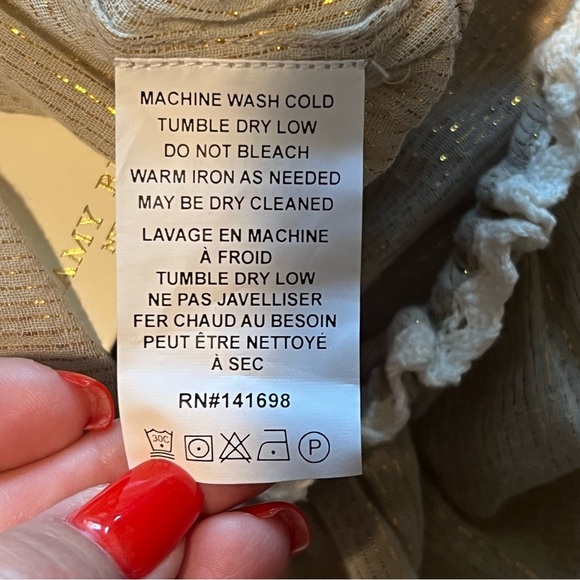 MACHINE WASH COLD
TUMBLE DRY LOW
DO NOT BLEACH
WARM IRON AS NEEDED
MAY BE DRY CLEANED
LAVAGE EN MACHINE
À FROID
TUMBLE DRY LOW
NE PAS JAVELLISER
FER CHAUD AU BESOIN
PEUT ÊTRE NETTOYÉ
À SEC
RN#141698
30C
P
AMY